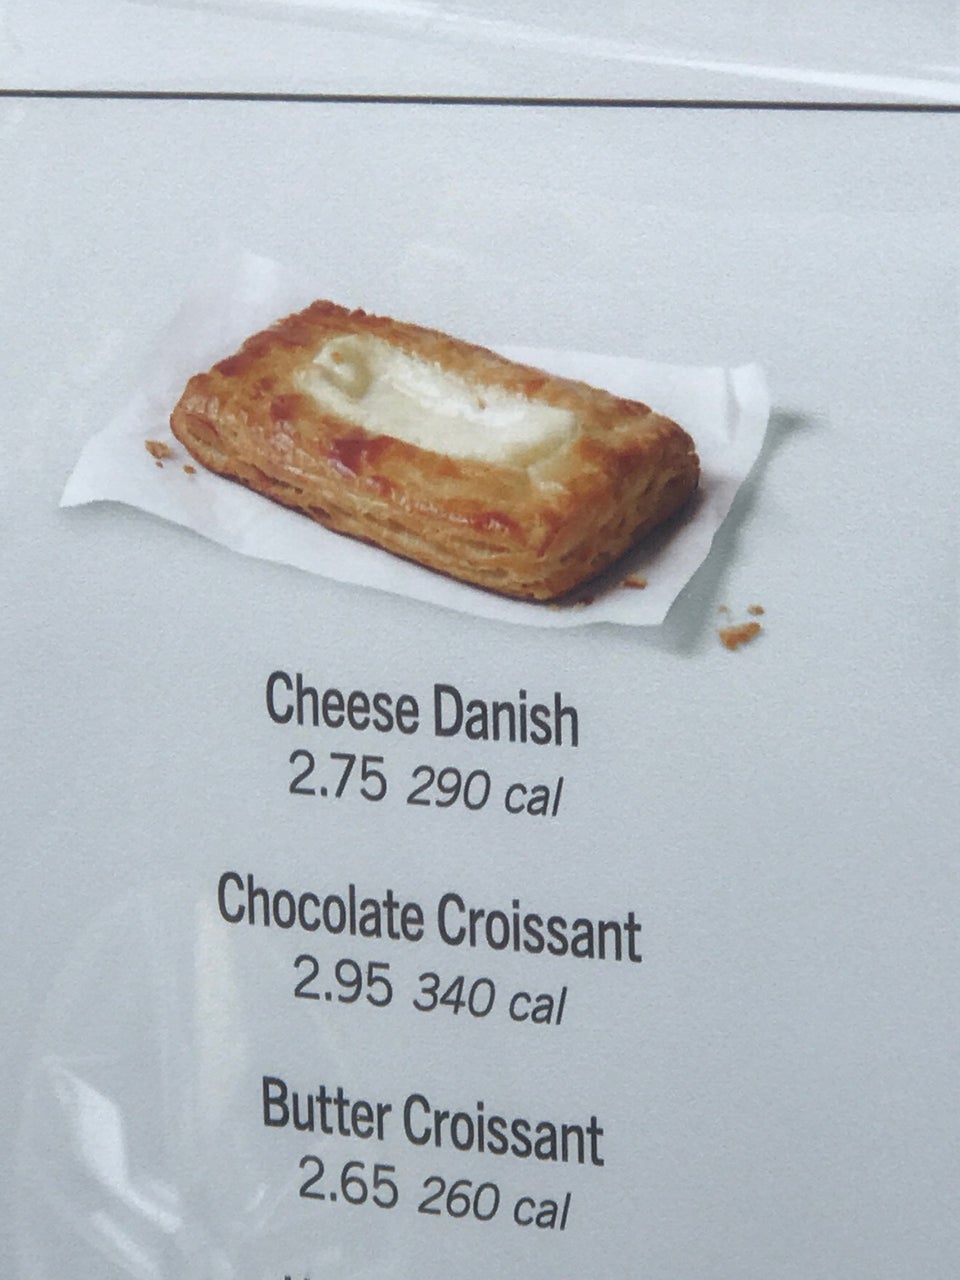 Cheese Danish
2.75 290 cal
Chocolate Croissant
2.95 340 cal
Butter Croissant
2.65 260 cal